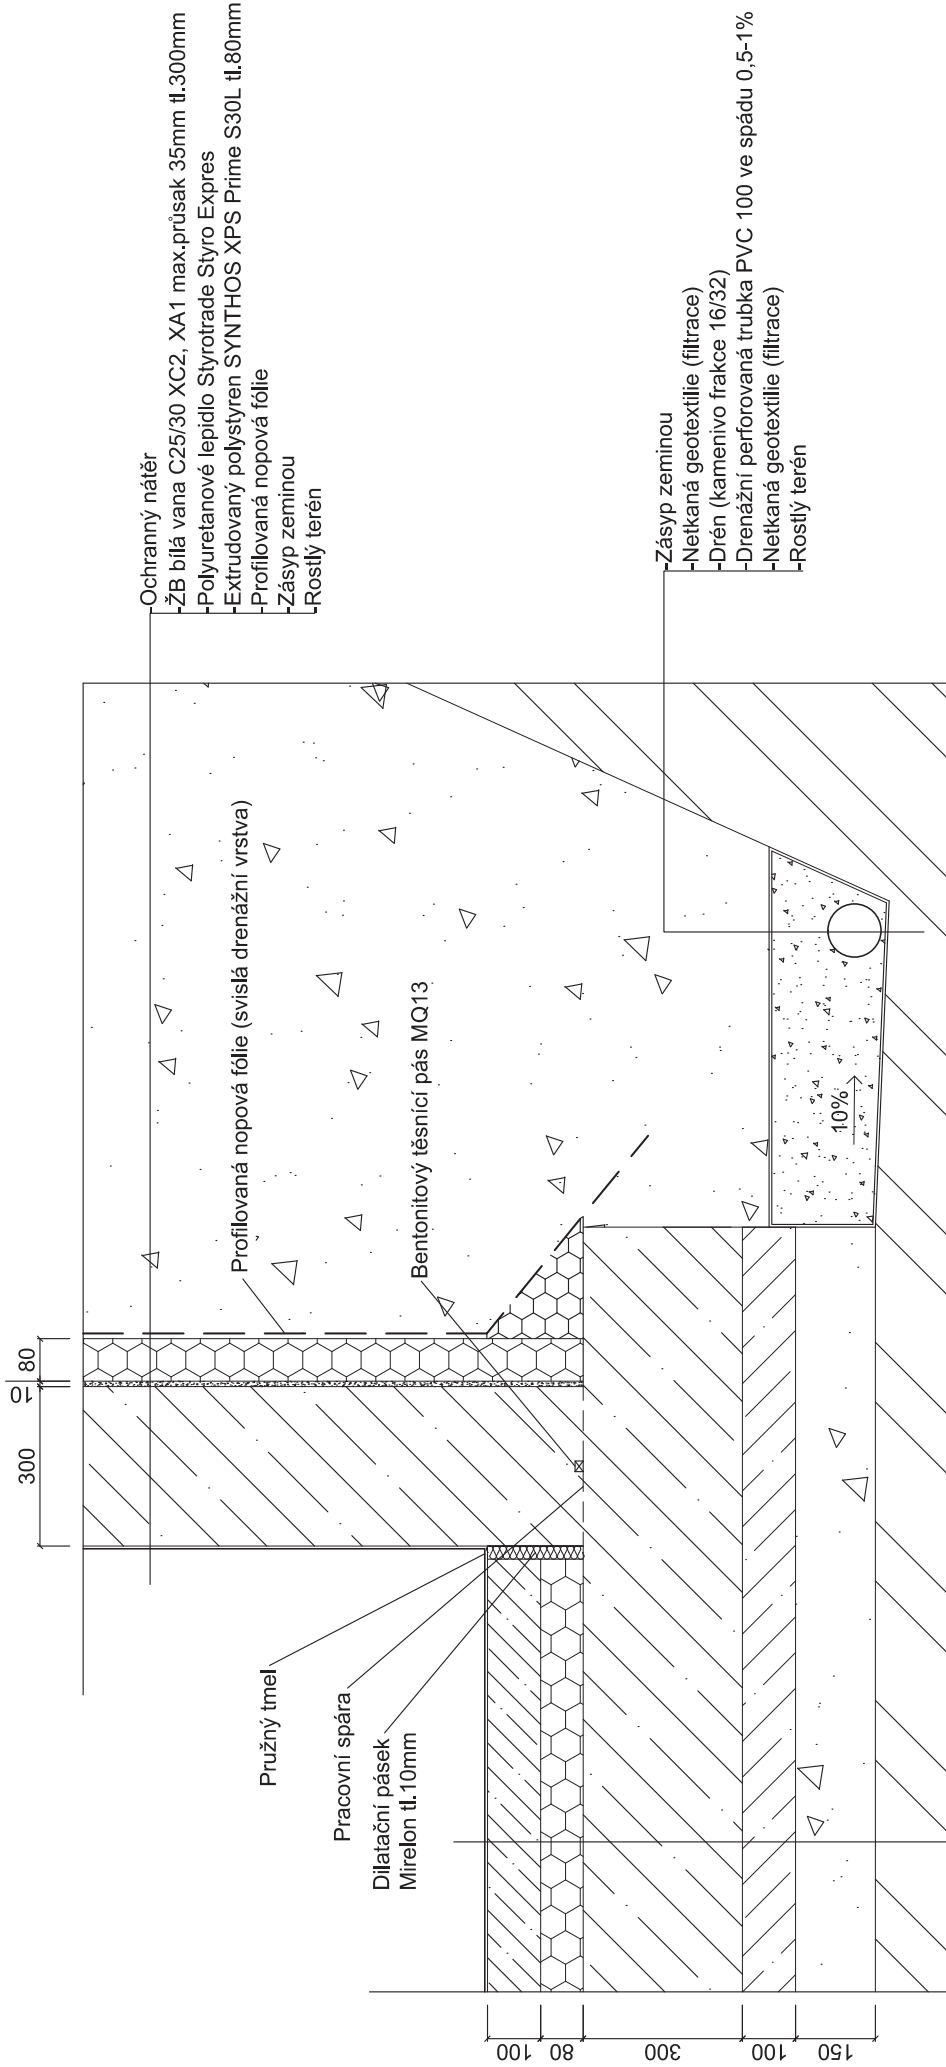 Ochranný nátěr
ŽB bílá vana C25/30 XC2, XA1 max.průsak 35mm tl.300mm
Polyuretanové lepidlo Styrotrade Styro Expres
Extrudovaný polystyren SYNTHOS XPS Prime S30L tl.80mm
Profilovaná nopová fólie
Zásyp zeminou
Rostlý terén
Zásyp zeminou
Netkaná geotextilie (filtrace)
Drén (kamenivo frakce 16/32)
Drenážní perforovaná trubka PVC 100 ve spádu 0,5-1%
Netkaná geotextilie (filtrace)
Rostlý terén
Profilovaná nopová fólie (svislá drenážní vrstva)
Bentonitový těsnící pás MQ13
10%
300
10
80
Pružný tmel
Pracovní spára
Dilatační pásek
Mirelon tl.10mm
100
80
300
100
150